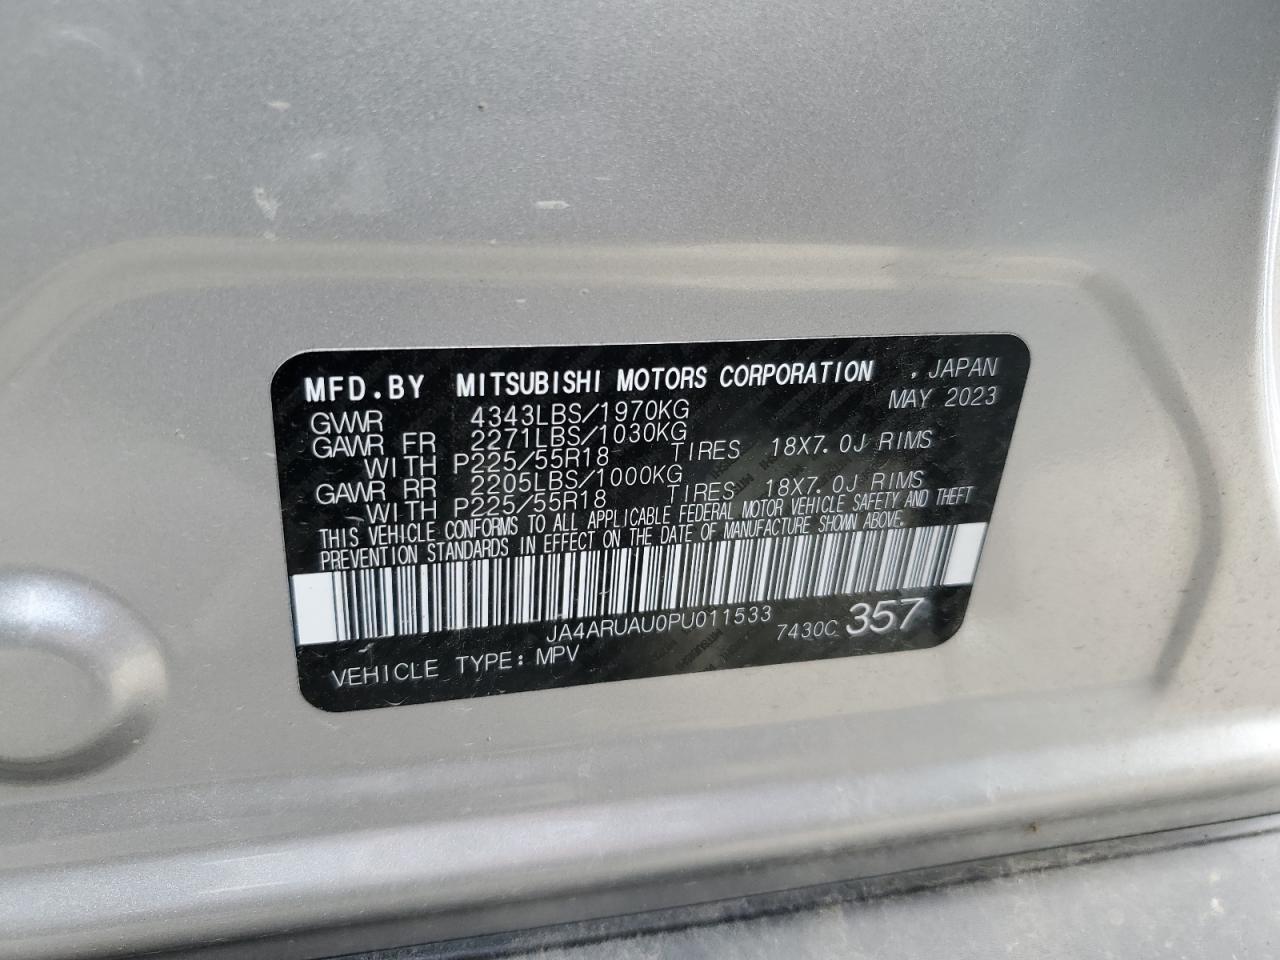 MFD.BY MITSUBISHI MOTORS CORPORATION , JAPAN
MAY 2023
GVWR 4343LBS/1970KG
GAWR FR 2271LBS/1030KG
WITH P225/55R18 TIRES 18X7.0J RIMS
GAWR RR 2205LBS/1000KG
WITH P225/55R18 TIRES 18X7.0J RIMS
THIS VEHICLE CONFORMS TO ALL APPLICABLE FEDERAL MOTOR VEHICLE SAFETY AND THEFT
PREVENTION STANDARDS IN EFFECT ON THE DATE OF MANUFACTURE SHOWN ABOVE.
JA4ARUAU0PU011533 7430C 357
VEHICLE TYPE: MPV